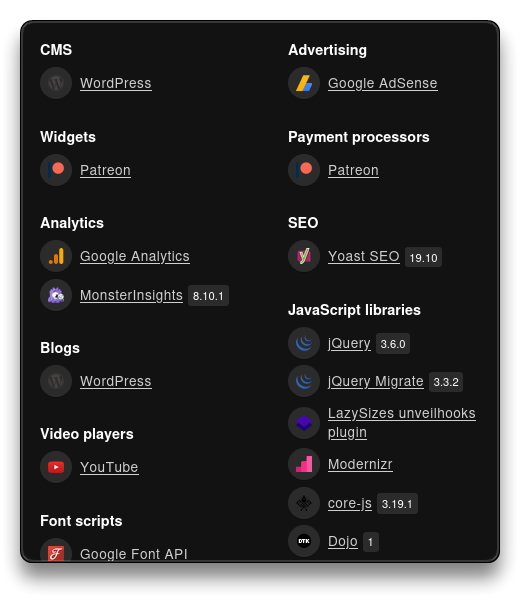 CMS
WordPress
Widgets
Patreon
Analytics
Google Analytics
MonsterInsights 8.10.1
Blogs
WordPress
Video players
YouTube
Font scripts
Google Font API
Advertising
Google AdSense
Payment processors
Patreon
SEO
Yoast SEO 19.10
JavaScript libraries
jQuery 3.6.0
jQuery Migrate 3.3.2
LazySizes unveilhooks
plugin
Modernizr
core-js 3.19.1
DTK
Dojo 1